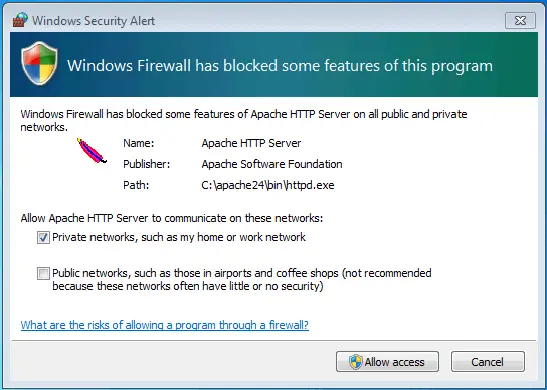 Windows Security Alert
Windows Firewall has blocked some features of this program
Windows Firewall has blocked some features of Apache HTTP Server on all public and private
networks.
Name: Apache HTTP Server
Publisher: Apache Software Foundation
Path: C:\apache24\bin\httpd.exe
Allow Apache HTTP Server to communicate on these networks:
Private networks, such as my home or work network
Public networks, such as those in airports and coffee shops (not recommended
because these networks often have little or no security)
What are the risks of allowing a program through a firewall?
Allow access Cancel